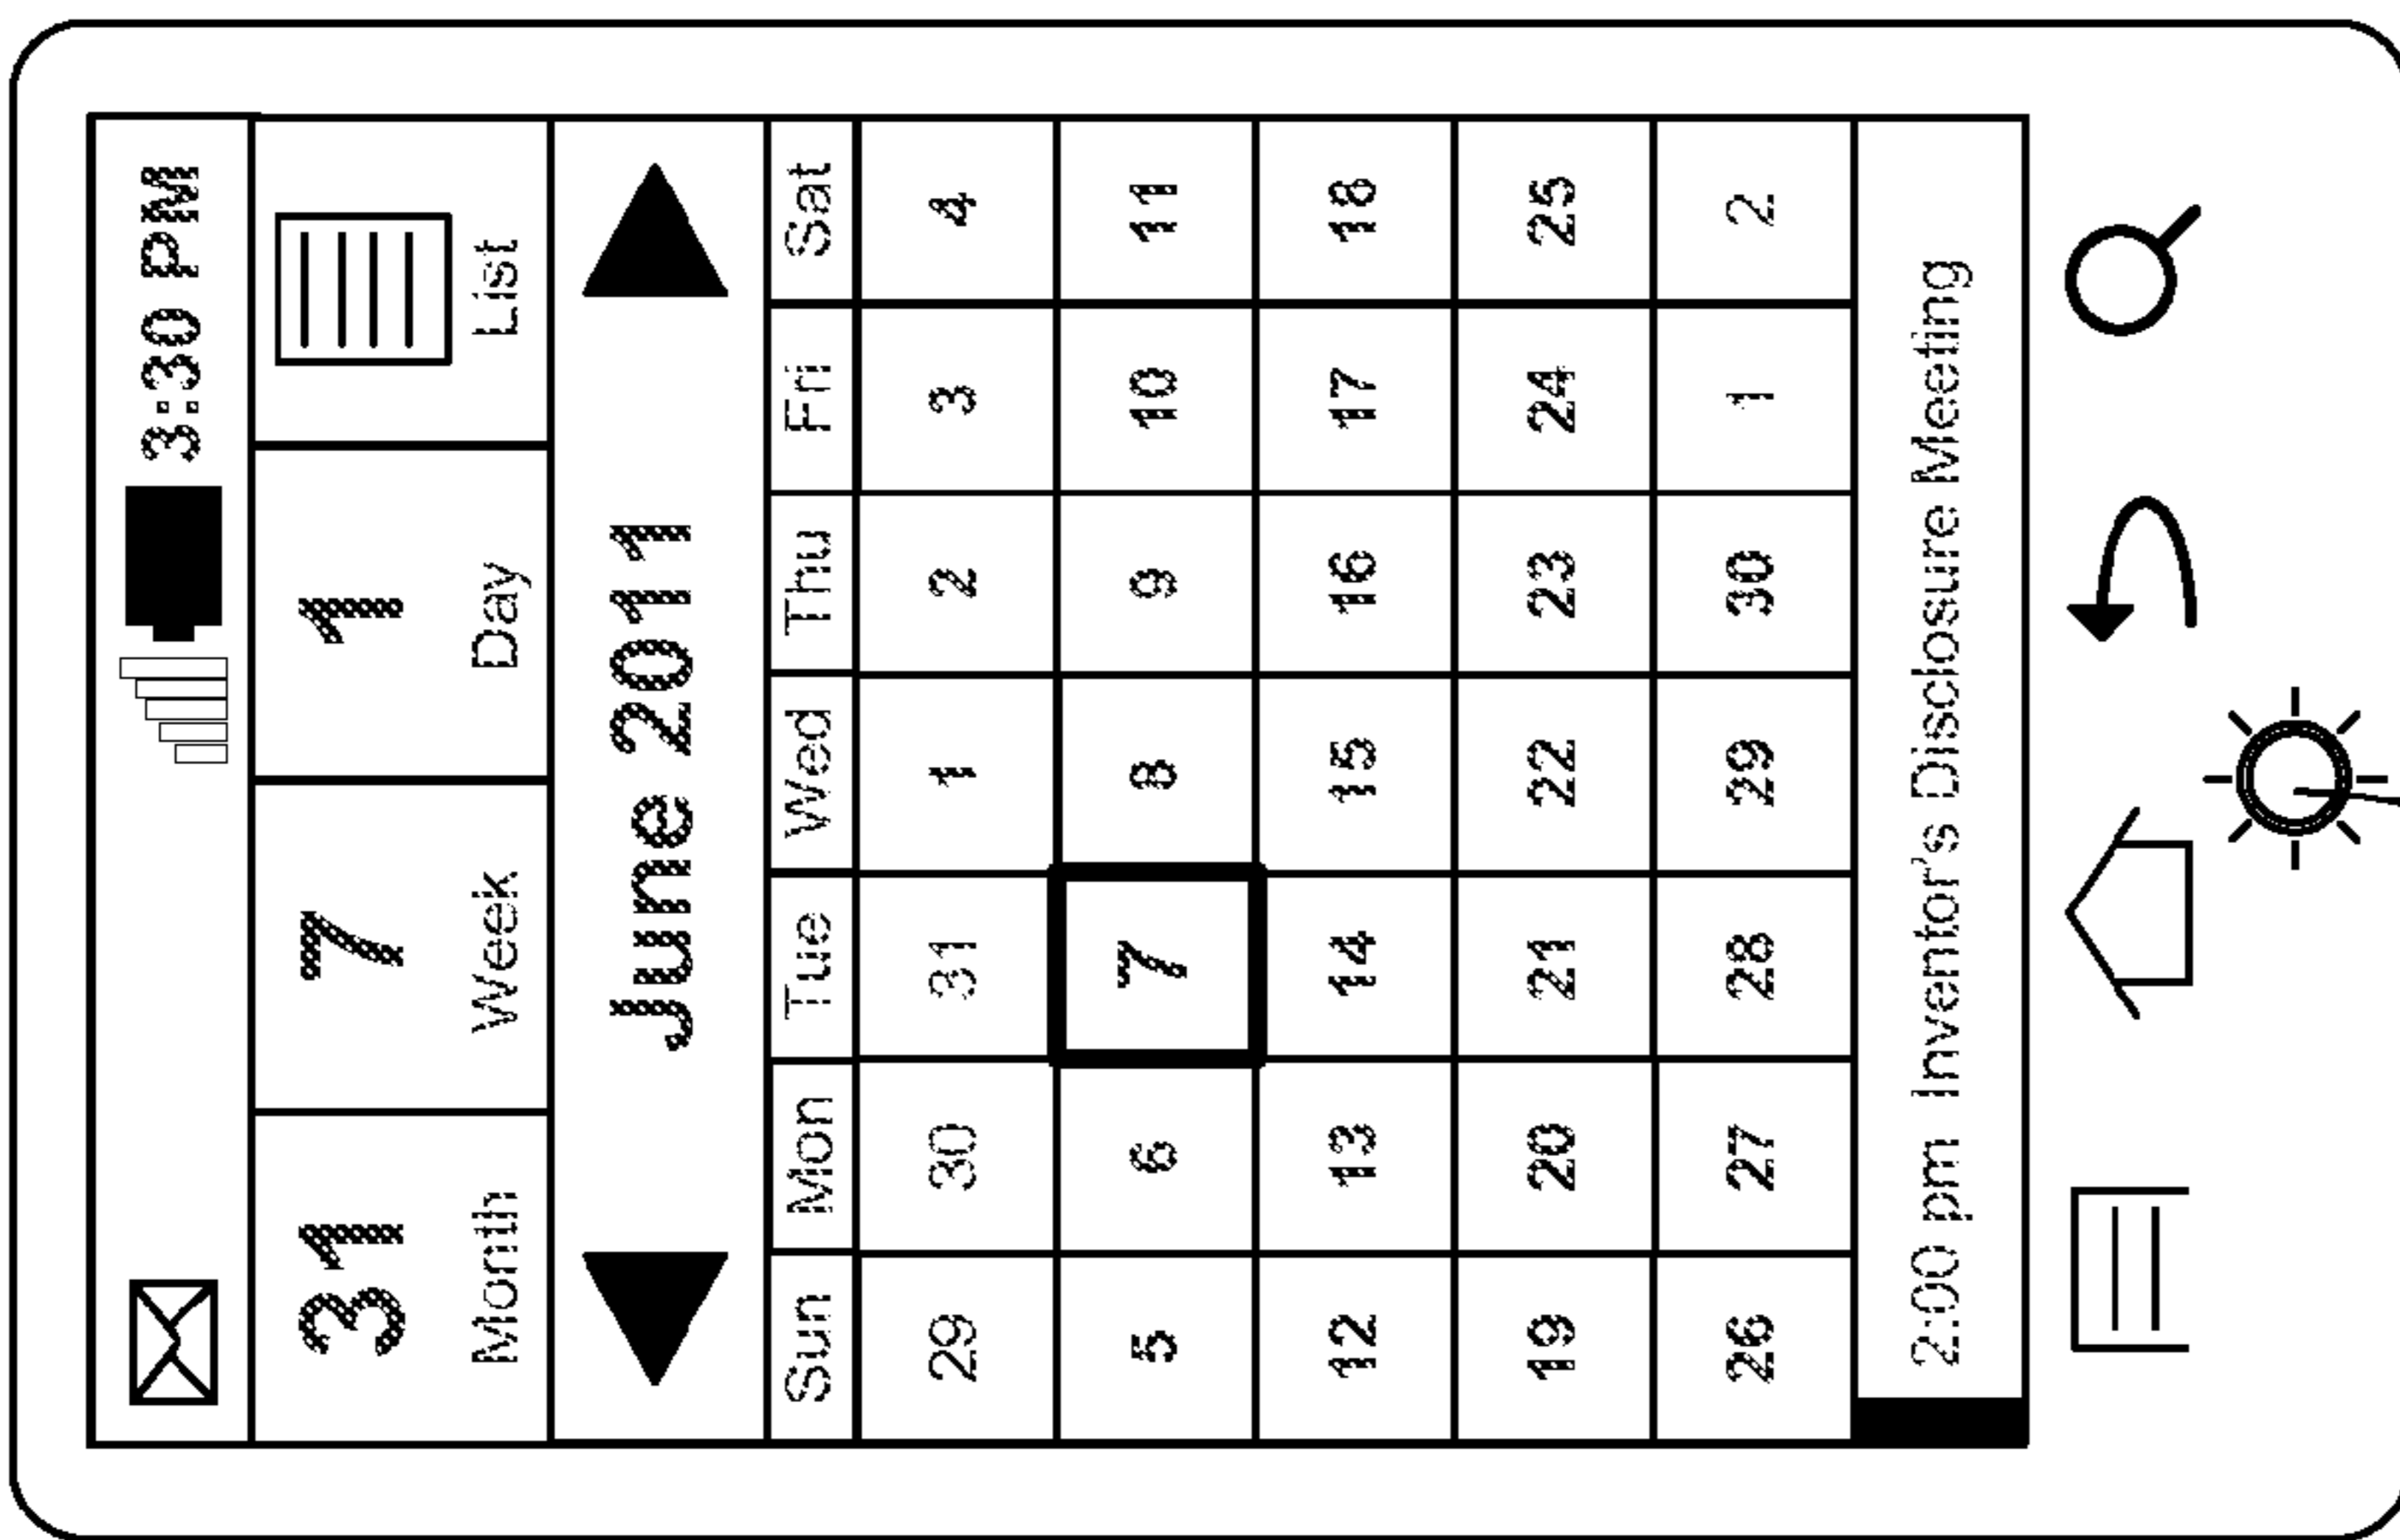 3:30 PM
31 7 1
Month Week Day List
June 2011
Sun Mon Tue Wed Thu Fri Sat
29 30 31 1 2 3 4
5 6 7 8 9 10 11
12 13 14 15 16 17 18
19 20 21 22 23 24 25
26 27 28 29 30 1 2
2:00 pm Inventor's Disclosure Meeting